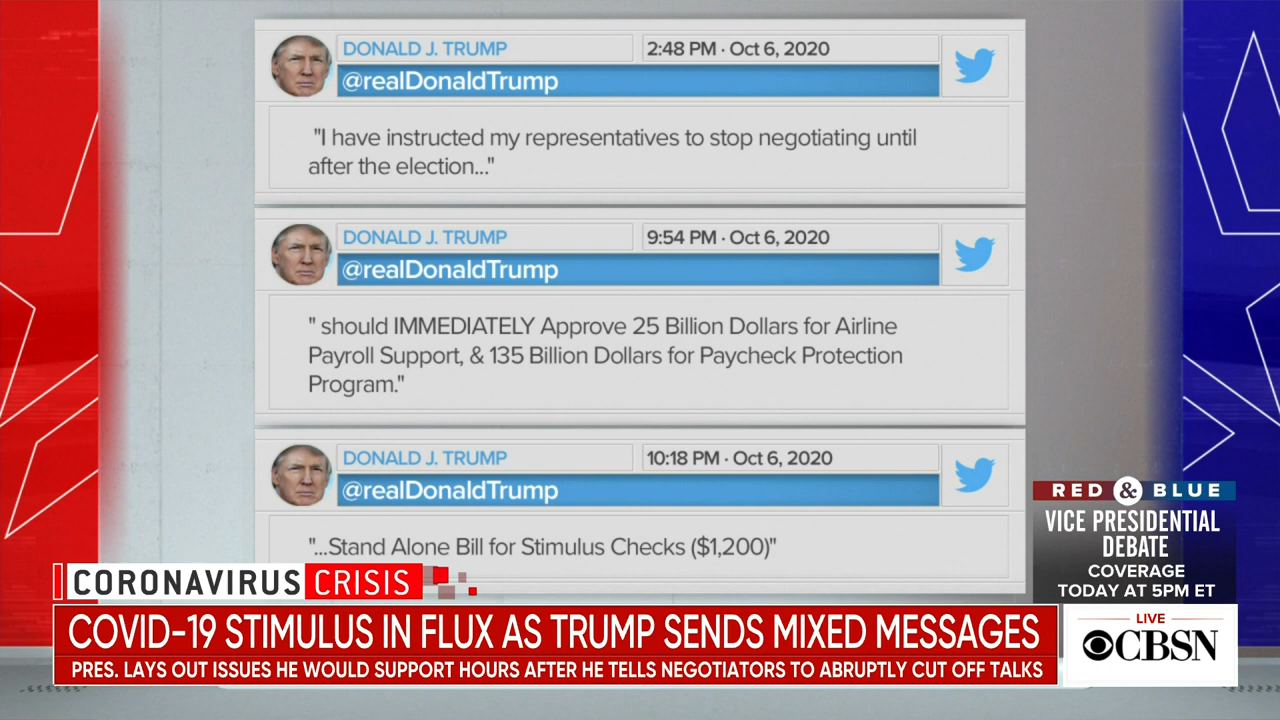 DONALD J. TRUMP 2:48 PM · Oct 6, 2020
@realDonaldTrump
"I have instructed my representatives to stop negotiating until
after the election..."
DONALD J. TRUMP 9:54 PM · Oct 6, 2020
@realDonaldTrump
" should IMMEDIATELY Approve 25 Billion Dollars for Airline
Payroll Support, & 135 Billion Dollars for Paycheck Protection
Program."
DONALD J. TRUMP 10:18 PM · Oct 6, 2020
@realDonaldTrump
"...Stand Alone Bill for Stimulus Checks ($1,200)"
RED & BLUE
VICE PRESIDENTIAL
DEBATE
COVERAGE
TODAY AT 5PM ET
CORONAVIRUS CRISIS
COVID-19 STIMULUS IN FLUX AS TRUMP SENDS MIXED MESSAGES
PRES. LAYS OUT ISSUES HE WOULD SUPPORT HOURS AFTER HE TELLS NEGOTIATORS TO ABRUPTLY CUT OFF TALKS
LIVE
CBSN